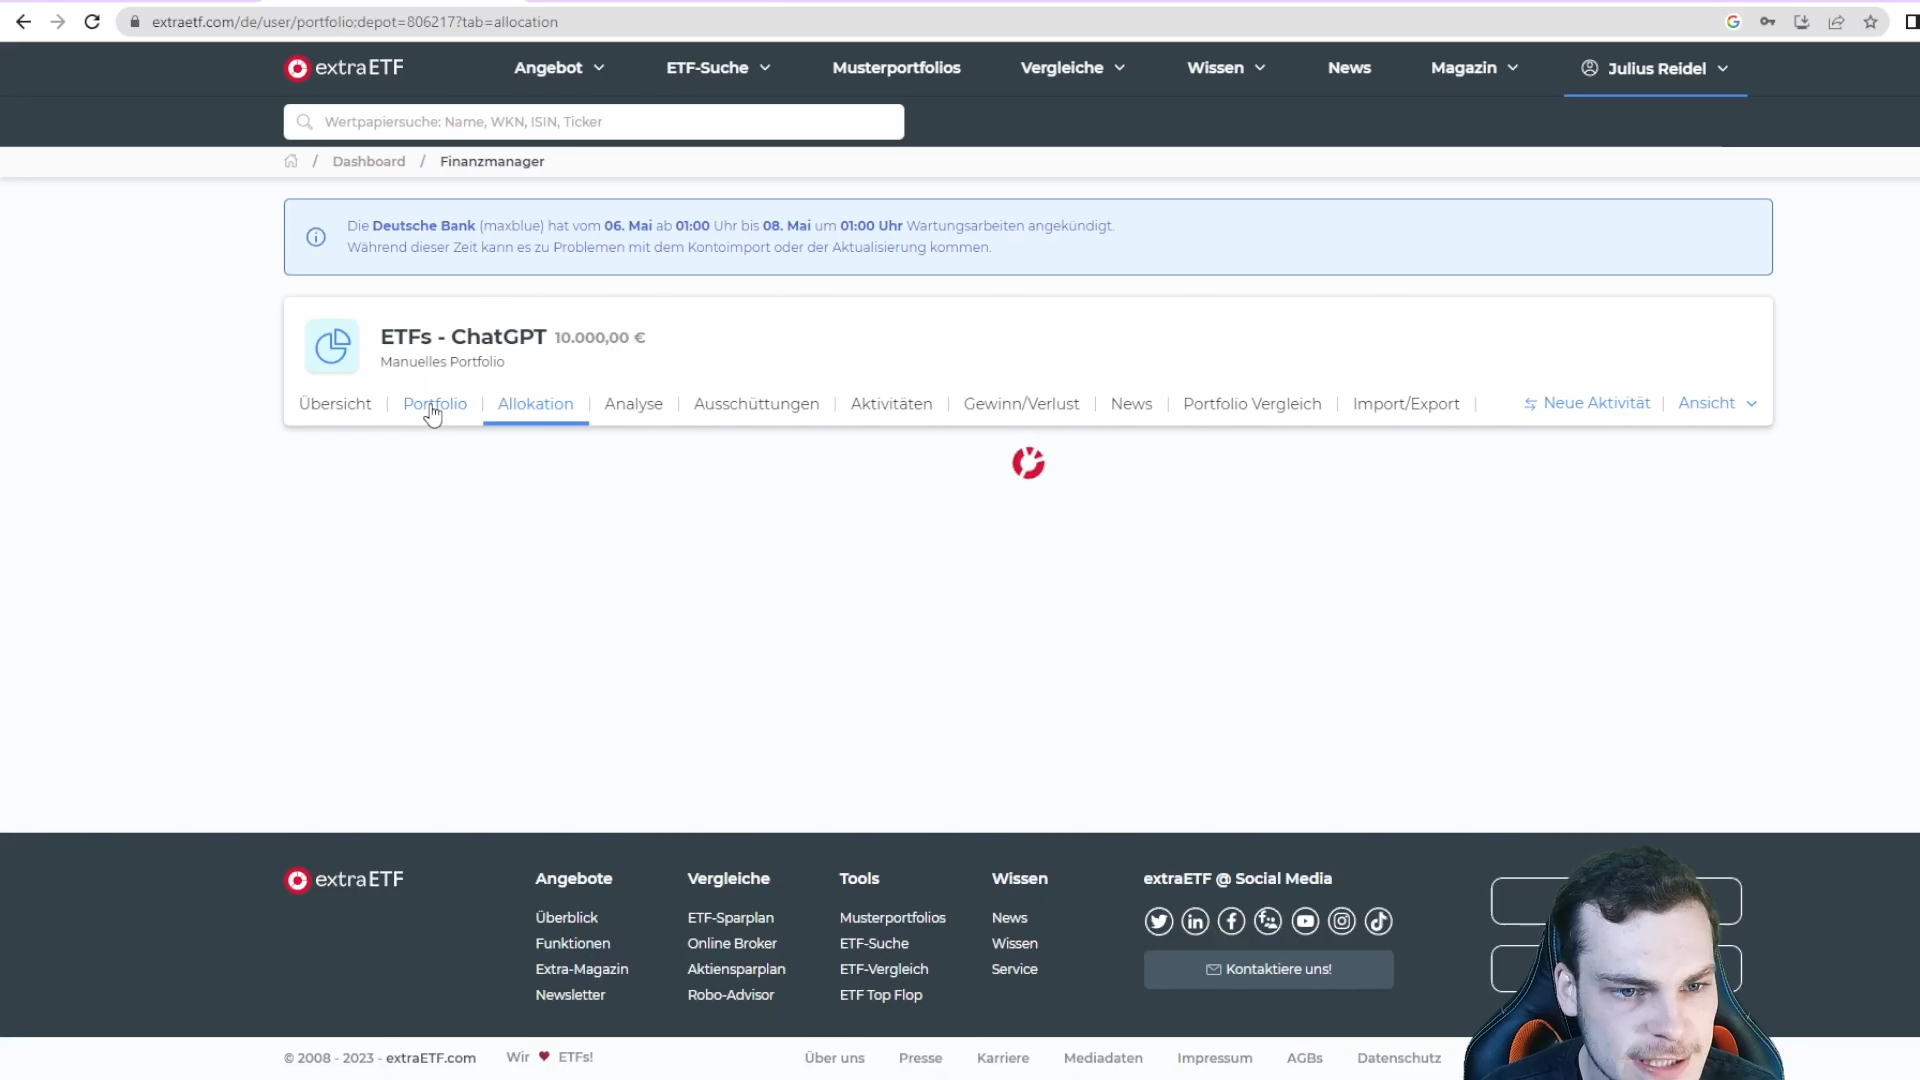 extraetf.com/de/user/portfolio;depot=806217?tab=allocation
extraETF
Angebot
ETF-Suche
Musterportfolios
Vergleiche
Wissen
News
Magazin
Julius Reidel
Wertpapiersuche: Name, WKN, ISIN, Ticker
/ Dashboard / Finanzmanager
Die Deutsche Bank (maxblue) hat vom 06. Mai ab 01:00 Uhr bis 08. Mai um 01:00 Uhr Wartungsarbeiten angekündigt.
Während dieser Zeit kann es zu Problemen mit dem Kontoimport oder der Aktualisierung kommen.
ETFs - ChatGPT 10.000,00 €
Manuelles Portfolio
Übersicht | Portfolio | Allokation | Analyse | Ausschüttungen | Aktivitäten | Gewinn/Verlust | News | Portfolio Vergleich | Import/Export |
Neue Aktivität | Ansicht
extraETF
Angebote
Überblick
Funktionen
Extra-Magazin
Newsletter
Vergleiche
ETF-Sparplan
Online Broker
Aktiensparplan
Robo-Advisor
Tools
Musterportfolios
ETF-Suche
ETF-Vergleich
ETF Top Flop
Wissen
News
Wissen
Service
extraETF @ Social Media
Kontaktiere uns!
© 2008 - 2023 - extraETF.com
Wir ♥ ETFs!
Über uns
Presse
Karriere
Mediadaten
Impressum
AGBs
Datenschutz